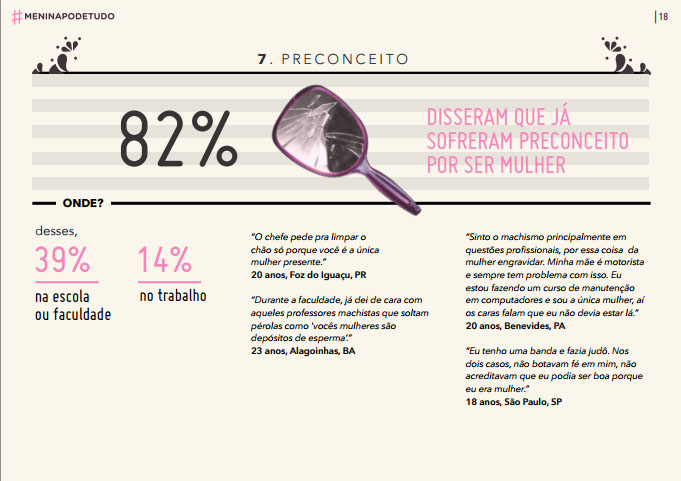 #MENINAPODETUDO
|18
7. PRECONCEITO
82%
DISSERAM QUE JÁ
SOFRERAM PRECONCEITO
POR SER MULHER
ONDE?
desses,
39%
na escola
ou faculdade
14%
no trabalho
“O chefe pede pra limpar o
chão só porque você é a única
mulher presente.”
20 anos, Foz do Iguaçu, PR
“Durante a faculdade, já dei de cara com
aqueles professores machistas que soltam
pérolas como ‘vocês mulheres são
depósitos de esperma’.”
23 anos, Alagoinhas, BA
“Sinto o machismo principalmente em
questões profissionais, por essa coisa da
mulher engravidar. Minha mãe é motorista
e sempre tem problema com isso. Eu
estou fazendo um curso de manutenção
em computadores e sou a única mulher, aí
os caras falam que eu não devia estar lá.”
20 anos, Benevides, PA
“Eu tenho uma banda e fazia judô. Nos
dois casos, não botavam fé em mim, não
acreditavam que eu podia ser boa porque
eu era mulher.”
18 anos, São Paulo, SP